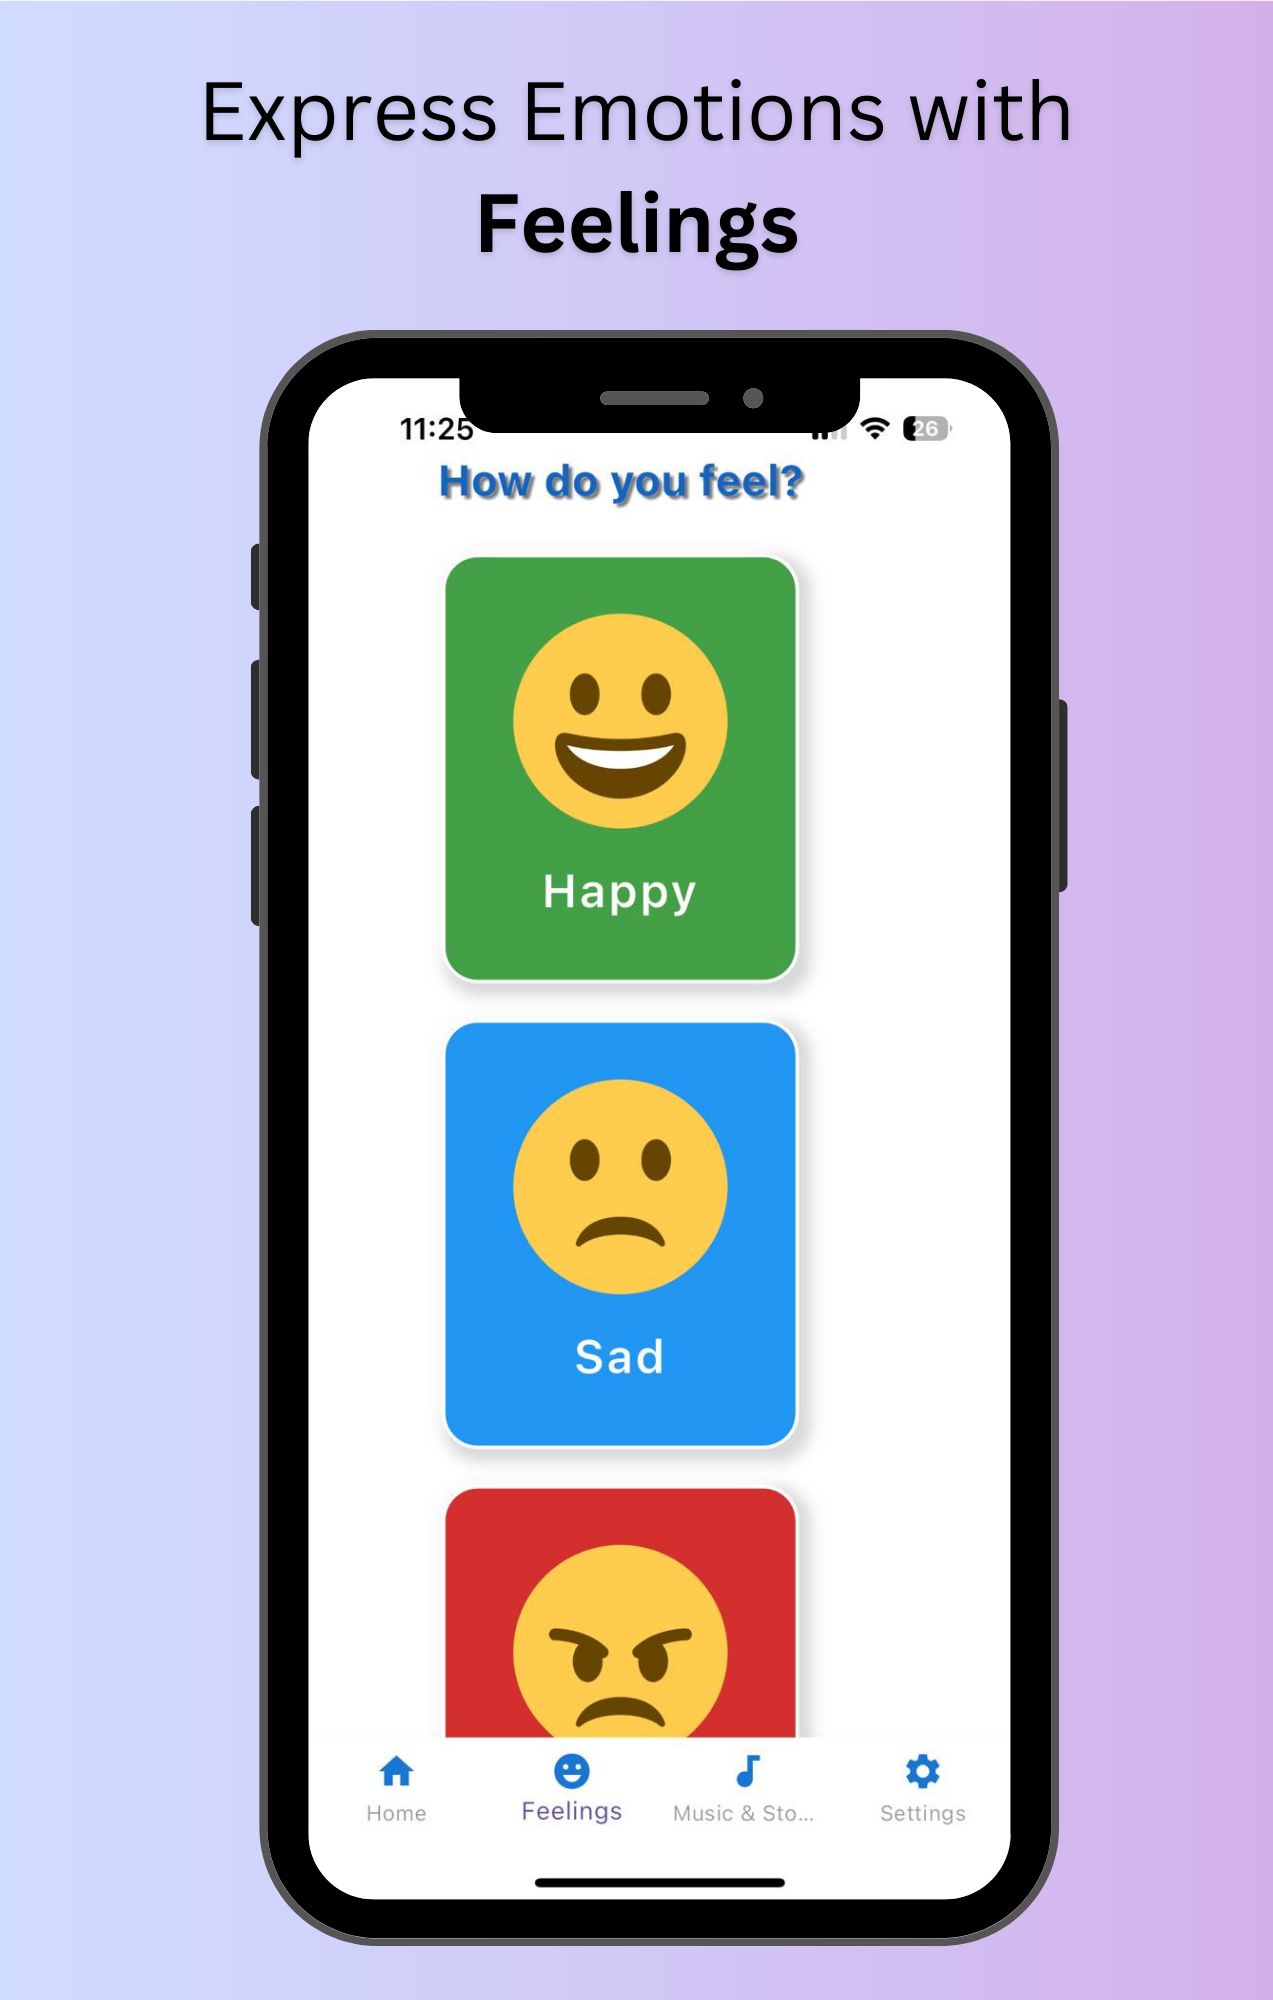 Express Emotions with
Feelings
11:25
26
How do you feel?
Happy
Sad
Home
Feelings
Music & Sto...
Settings